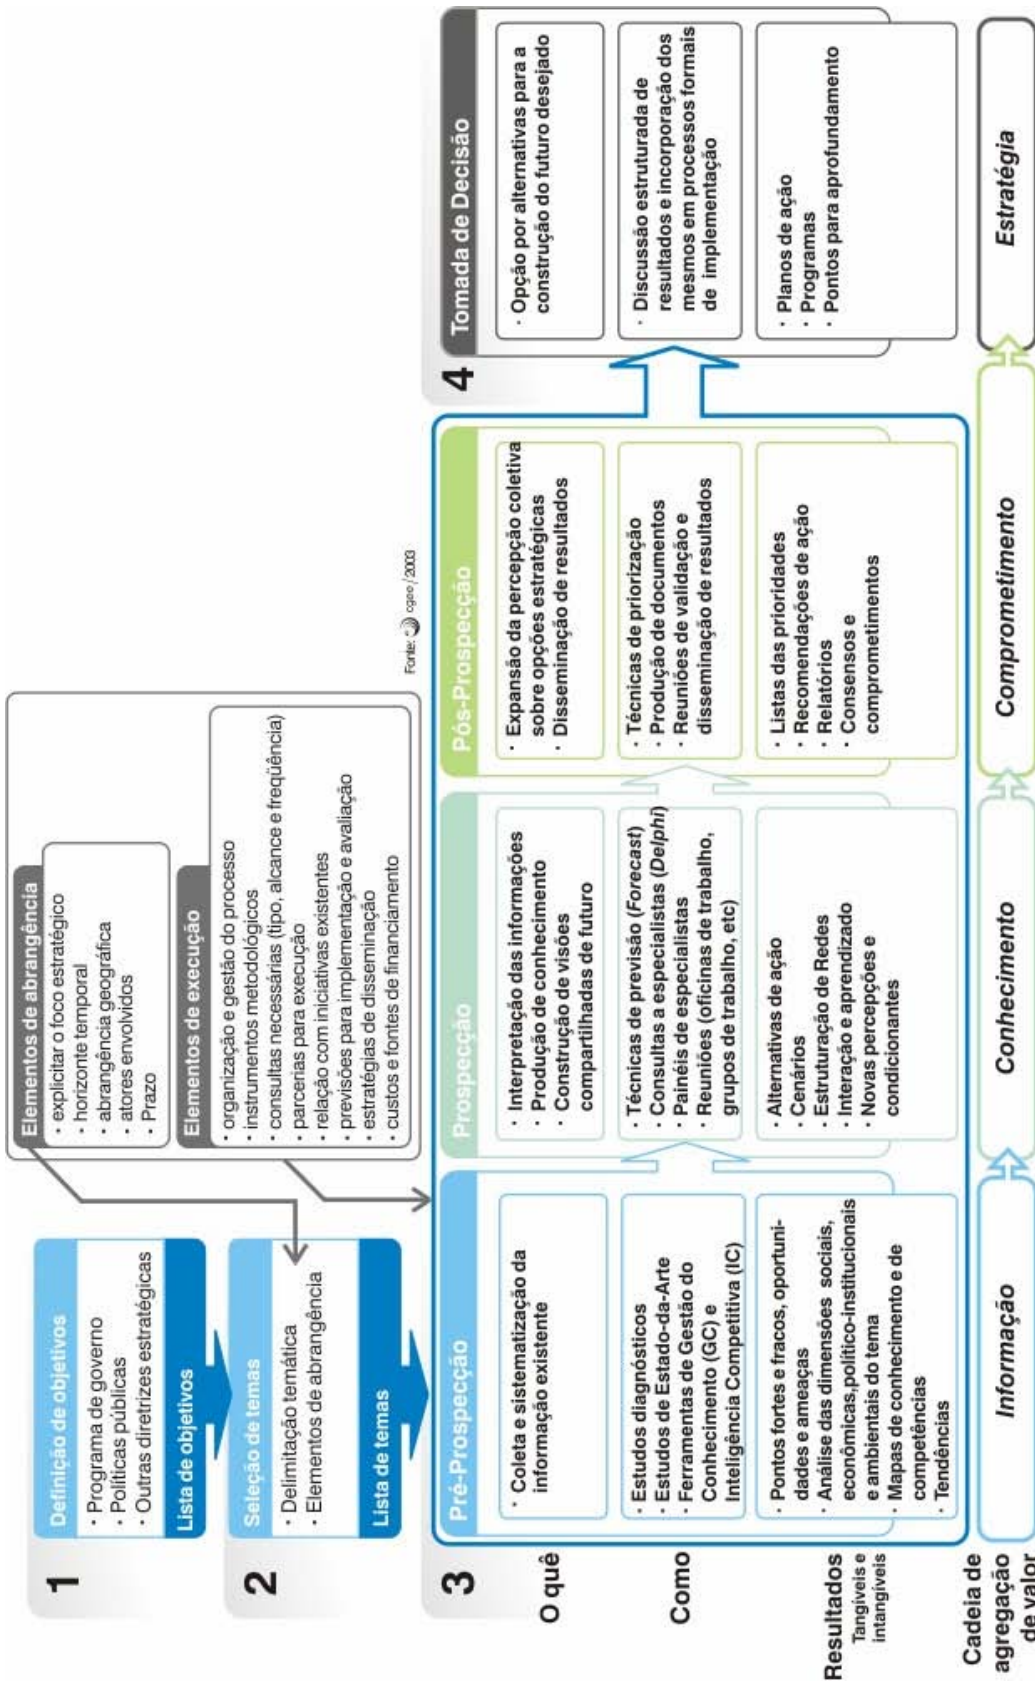 1
Definição de objetivos
· Programa de governo
· Políticas públicas
· Outras diretrizes estratégicas
Lista de objetivos
2
Seleção de temas
· Delimitação temática
· Elementos de abrangência
Lista de temas
Elementos de abrangência
· explicitar o foco estratégico
· horizonte temporal
· abrangência geográfica
· atores envolvidos
· Prazo
Elementos de execução
· organização e gestão do processo
· instrumentos metodológicos
· consultas necessárias (tipo, alcance e freqüência)
· parcerias para execução
· relação com iniciativas existentes
· previsões para implementação e avaliação
· estratégias de disseminação
· custos e fontes de financiamento
Fonte: cgee / 2003
3
Pré-Prospecção
Prospecção
Pós-Prospecção
4
Tomada de Decisão
O quê
· Coleta e sistematização da
informação existente
· Interpretação das informações
· Produção de conhecimento
· Construção de visões
compartilhadas de futuro
· Expansão da percepção coletiva
sobre opções estratégicas
· Disseminação de resultados
· Opção por alternativas para a
construção do futuro desejado
Como
· Estudos diagnósticos
· Estudos de Estado-da-Arte
· Ferramentas de Gestão do
Conhecimento (GC) e
Inteligência Competitiva (IC)
· Técnicas de previsão (Forecast)
· Consultas a especialistas (Delphi)
· Painéis de especialistas
· Reuniões (oficinas de trabalho,
grupos de trabalho, etc)
· Técnicas de priorização
· Produção de documentos
· Reuniões de validação e
disseminação de resultados
· Discussão estruturada de
resultados e incorporação dos
mesmos em processos formais
de implementação
Resultados
Tangíveis e
intangíveis
· Pontos fortes e fracos, oportuni-
dades e ameaças
· Análise das dimensões sociais,
econômicas,político-institucionais
e ambientais do tema
· Mapas de conhecimento e de
competências
· Tendências
· Alternativas de ação
· Cenários
· Estruturação de Redes
· Interação e aprendizado
· Novas percepções e
condicionantes
· Listas das prioridades
· Recomendações de ação
· Relatórios
· Consensos e
comprometimentos
· Planos de ação
· Programas
· Pontos para aprofundamento
Cadeia de
agregação
de valor
Informação
Conhecimento
Comprometimento
Estratégia